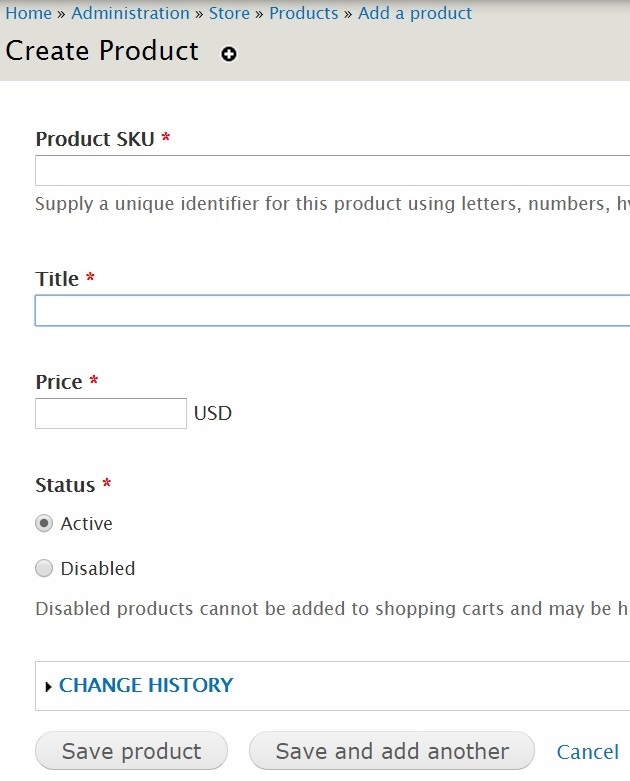 Home » Administration » Store » Products » Add a product
Create Product
Product SKU *
Supply a unique identifier for this product using letters, numbers,
Title *
Price *
USD
Status *
Active
Disabled
Disabled products cannot be added to shopping carts and may be
CHANGE HISTORY
Save product Save and add another Cancel